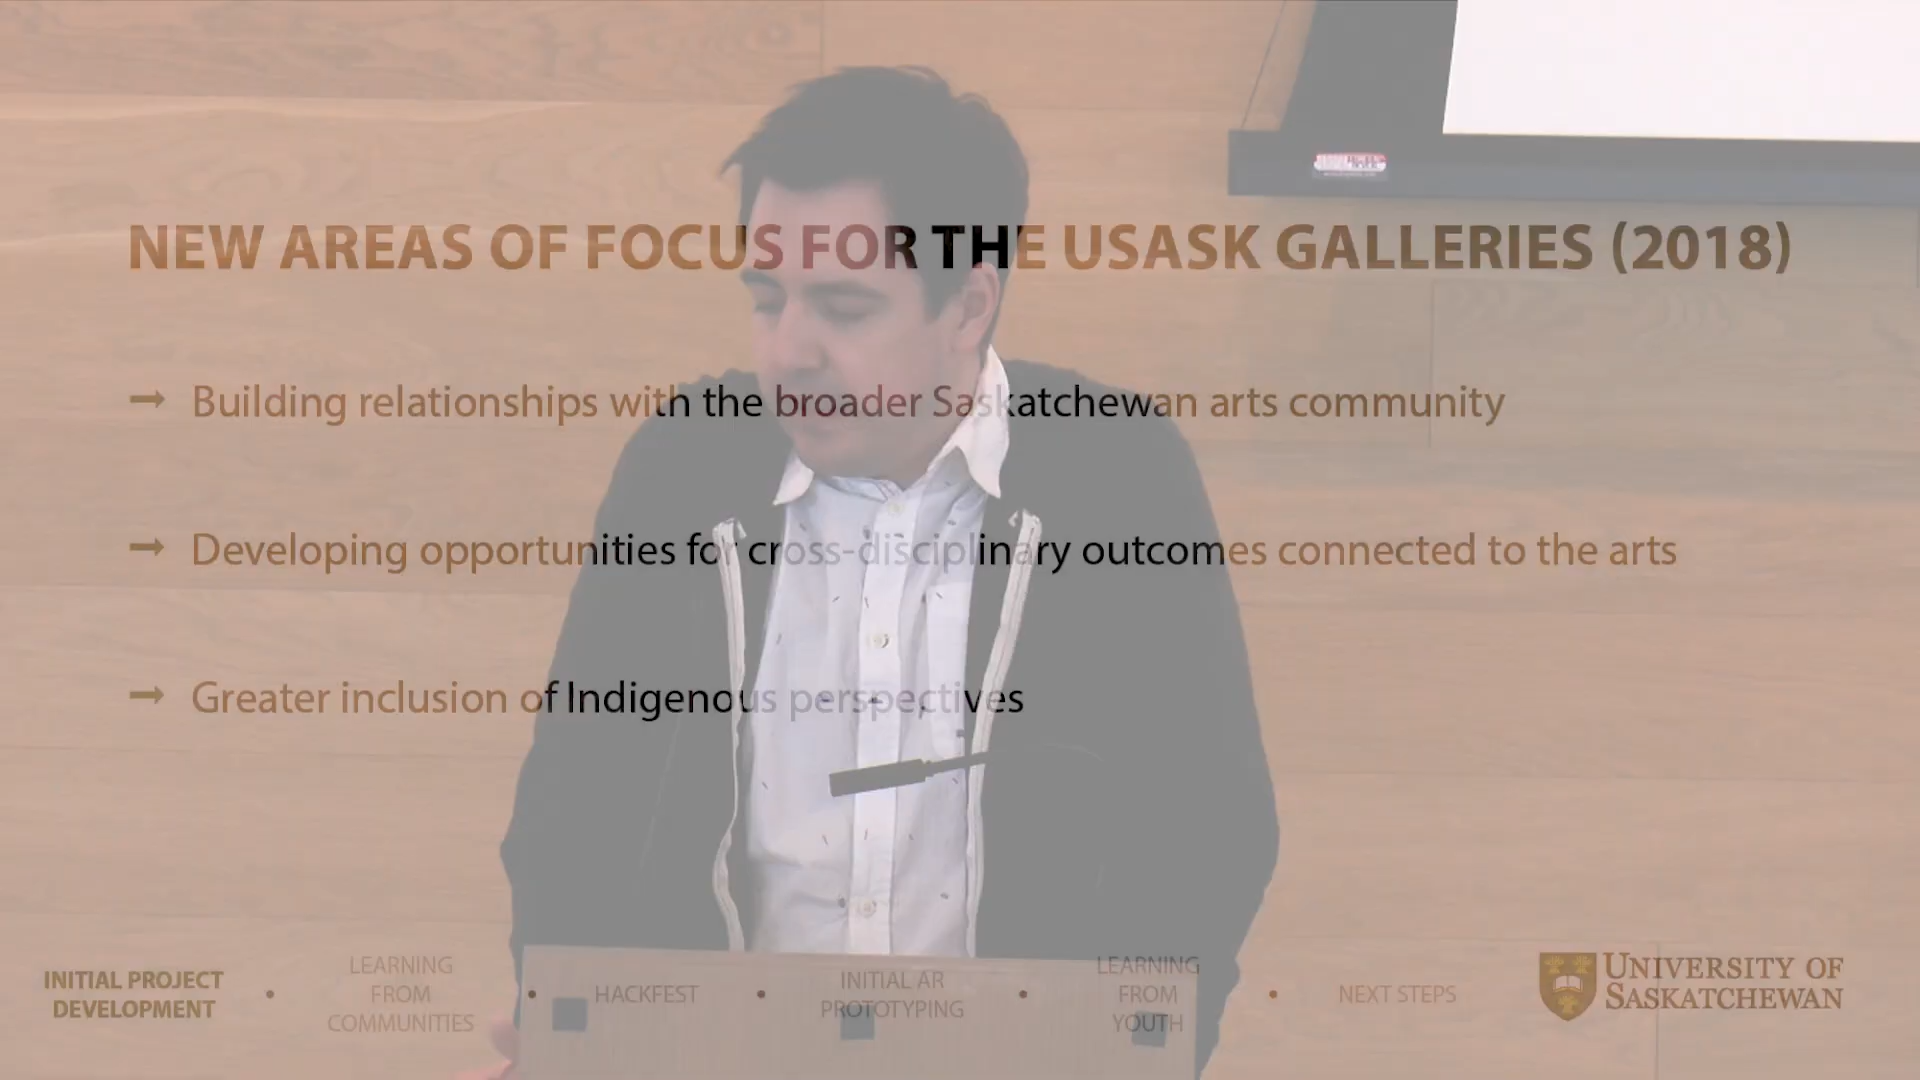 NEW AREAS OF FOCUS FOR THE USASK GALLERIES (2018)
→ Building relationships with the broader Saskatchewan arts community
→ Developing opportunities for cross-disciplinary outcomes connected to the arts
→ Greater inclusion of Indigenous perspectives
INITIAL PROJECT
DEVELOPMENT
•
LEARNING
FROM
COMMUNITIES
•
HACKFEST
•
INITIAL AR
PROTOTYPING
•
LEARNING
FROM
YOUTH
•
NEXT STEPS
UNIVERSITY OF
SASKATCHEWAN